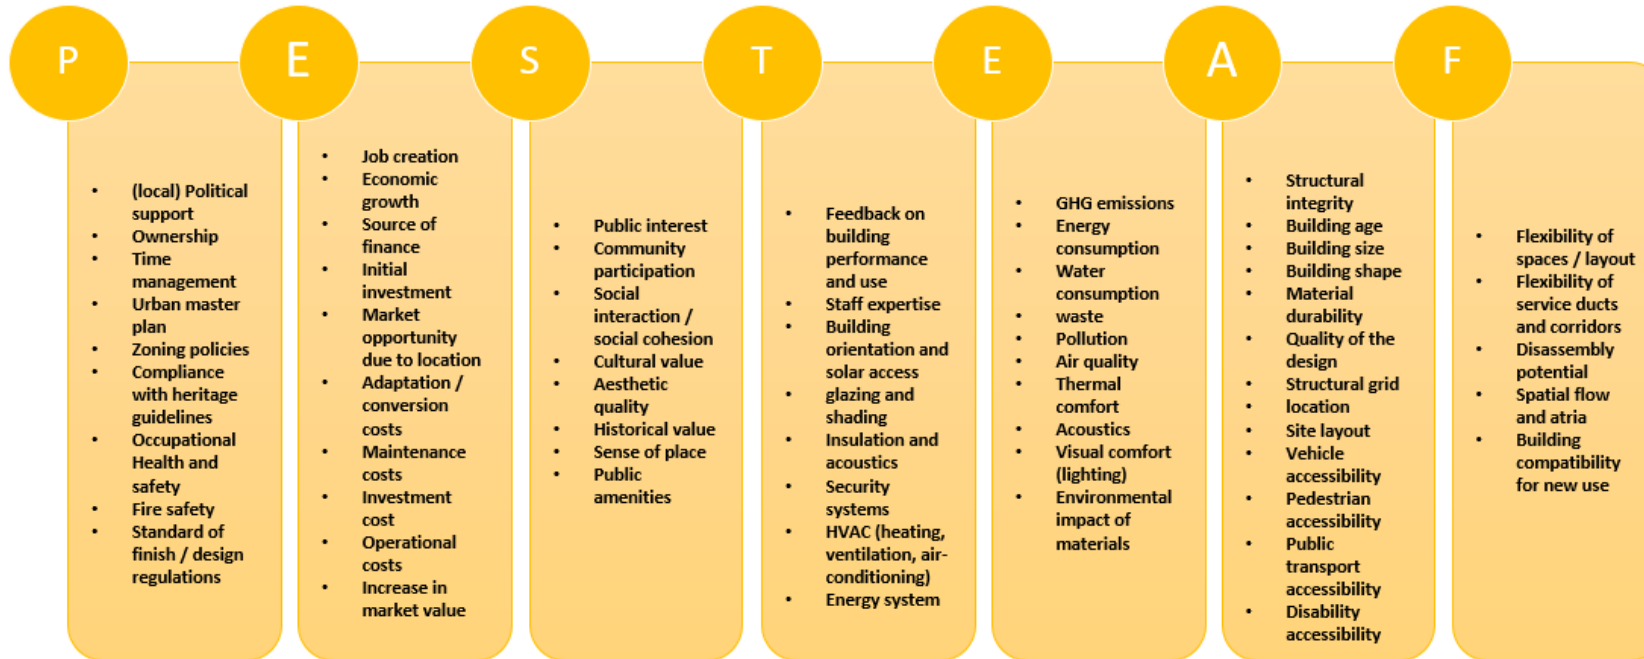 P
(local) Political
support
Ownership
Time
management
Urban master
plan
Zoning policies
Compliance
with heritage
guidelines
Occupational
Health and
safety
Fire safety
Standard of
finish / design
regulations
E
Job creation
Economic
growth
Source of
finance
Initial
investment
Market
opportunity
due to location
Adaptation /
conversion
costs
Maintenance
costs
Investment
cost
Operational
costs
Increase in
market value
S
Public interest
Community
participation
Social
interaction /
social cohesion
Cultural value
Aesthetic
quality
Historical value
Sense of place
Public
amenities
T
Feedback on
building
performance
and use
Staff expertise
Building
orientation and
solar access
glazing and
shading
Insulation and
acoustics
Security
systems
HVAC (heating,
ventilation, air-
conditioning)
Energy system
E
GHG emissions
Energy
consumption
Water
consumption
waste
Pollution
Air quality
Thermal
comfort
Acoustics
Visual comfort
(lighting)
Environmental
impact of
materials
A
Structural
integrity
Building age
Building size
Building shape
Material
durability
Quality of the
design
Structural grid
location
Site layout
Vehicle
accessibility
Pedestrian
accessibility
Public
transport
accessibility
Disability
accessibility
F
Flexibility of
spaces / layout
Flexibility of
service ducts
and corridors
Disassembly
potential
Spatial flow
and atria
Building
compatibility
for new use